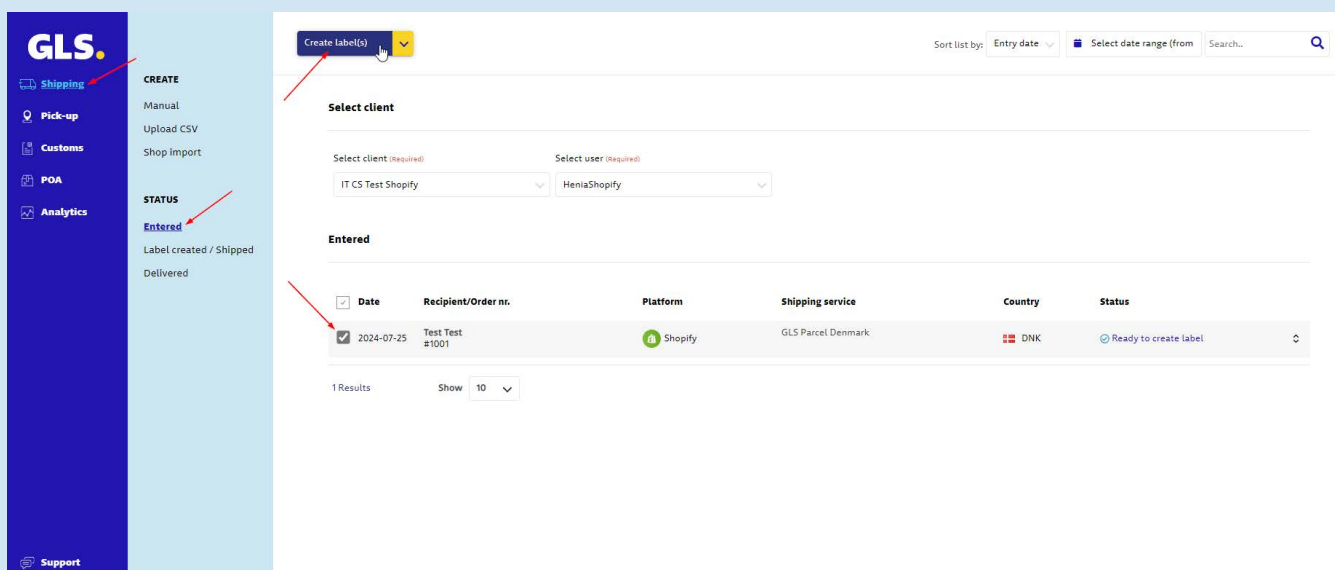 GLS.
Shipping
Pick-up
Customs
POA
Analytics
Support
CREATE
Manual
Upload CSV
Shop import
STATUS
Entered
Label created / Shipped
Delivered
Create label(s)
Sort list by: Entry date Select date range (from Search..
Select client
Select client (Required) Select user (Required)
IT CS Test Shopify HeniaShopify
Entered
Date Recipient/Order nr. Platform Shipping service Country Status
2024-07-25 Test Test Shopify GLS Parcel Denmark DNK Ready to create label
#1001
1 Results Show 10